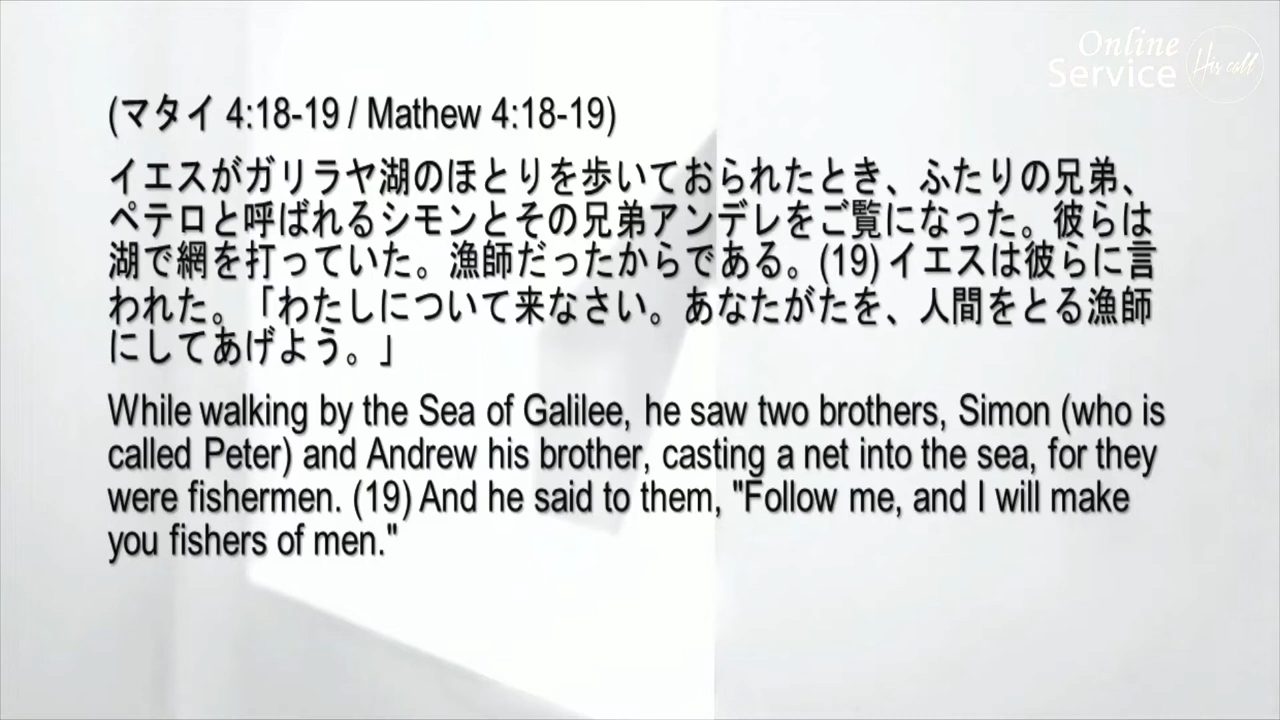 Online
Service
His call
(マタイ 4:18-19 / Mathew 4:18-19)
イエスがガリラヤ湖のほとりを歩いておられたとき、ふたりの兄弟、
ペテロと呼ばれるシモンとその兄弟アンデレをご覧になった。彼らは
湖で網を打っていた。漁師だったからである。(19) イエスは彼らに言
われた。「わたしについて来なさい。あなたがたを、人間をとる漁師
にしてあげよう。」
While walking by the Sea of Galilee, he saw two brothers, Simon (who is
called Peter) and Andrew his brother, casting a net into the sea, for they
were fishermen. (19) And he said to them, "Follow me, and I will make
you fishers of men."